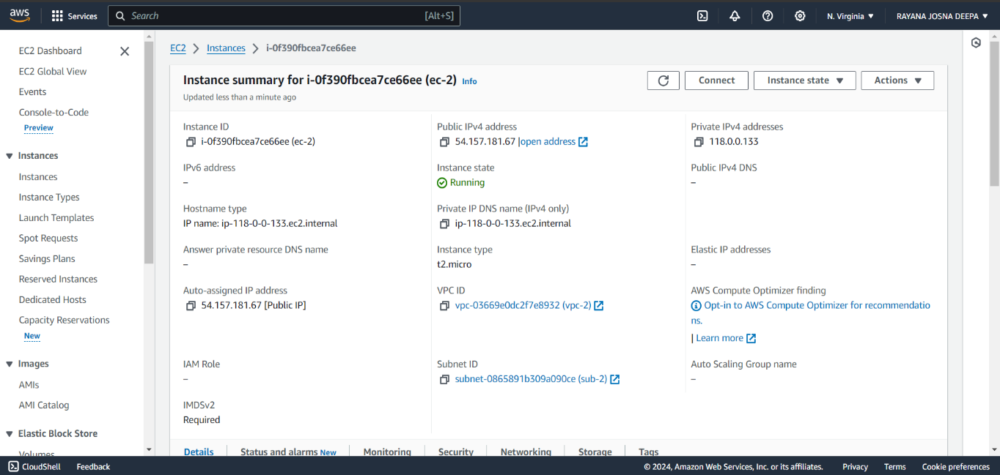 aws
Services
Search [Alt+S]
N. Virginia
RAYANA JOSNA DEEPA
EC2 Dashboard
EC2 Global View
Events
Console-to-Code
Preview
Instances
Instances
Instance Types
Launch Templates
Spot Requests
Savings Plans
Reserved Instances
Dedicated Hosts
Capacity Reservations
New
Images
AMIs
AMI Catalog
Elastic Block Store
Volumes
EC2 > Instances > i-0f390fbcea7ce66ee
Instance summary for i-0f390fbcea7ce66ee (ec-2) Info
Updated less than a minute ago
Connect
Instance state
Actions
Instance ID
i-0f390fbcea7ce66ee (ec-2)
Public IPv4 address
54.157.181.67 |open address
Private IPv4 addresses
118.0.0.133
IPv6 address
–
Instance state
Running
Public IPv4 DNS
–
Hostname type
IP name: ip-118-0-0-133.ec2.internal
Private IP DNS name (IPv4 only)
ip-118-0-0-133.ec2.internal
Answer private resource DNS name
–
Instance type
t2.micro
Elastic IP addresses
–
Auto-assigned IP address
54.157.181.67 [Public IP]
VPC ID
vpc-03669e0dc2f7e8932 (vpc-2)
AWS Compute Optimizer finding
Opt-in to AWS Compute Optimizer for recommendatio
ns.
| Learn more
IAM Role
–
Subnet ID
subnet-0865891b309a090ce (sub-2)
Auto Scaling Group name
–
IMDSv2
Required
Details
Status and alarms New
Monitoring
Security
Networking
Storage
Tags
CloudShell
Feedback
© 2024, Amazon Web Services, Inc. or its affiliates.
Privacy
Terms
Cookie preferences